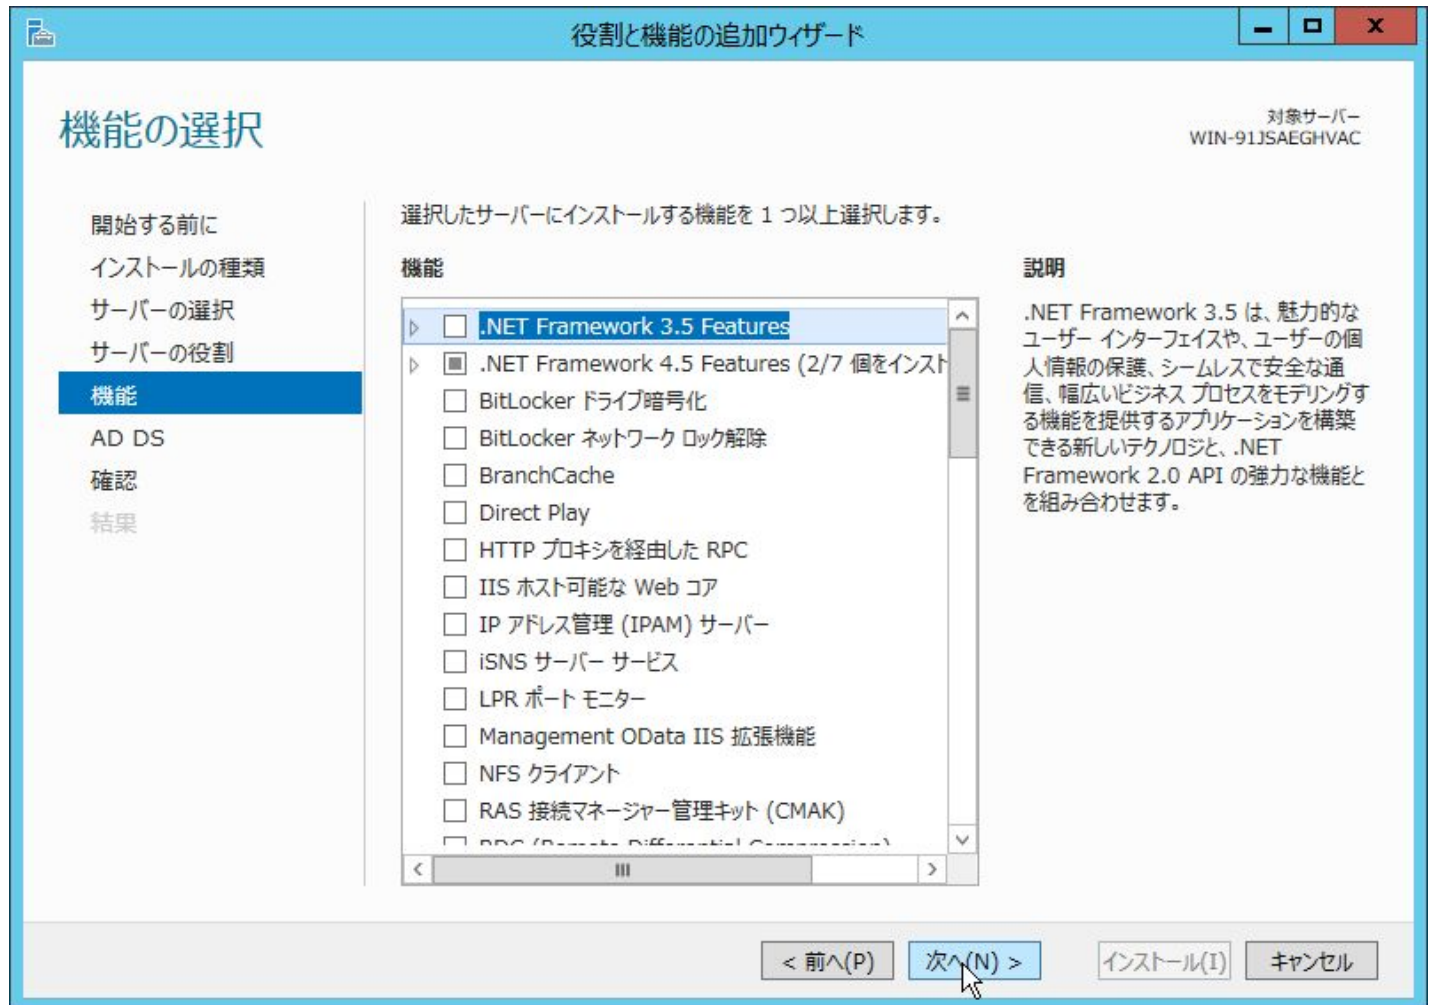 役割と機能の追加ウィザード
機能の選択
対象サーバー
WIN-91JSAEGHVAC
開始する前に
インストールの種類
サーバーの選択
サーバーの役割
機能
AD DS
確認
結果
選択したサーバーにインストールする機能を 1 つ以上選択します。
機能
.NET Framework 3.5 Features
.NET Framework 4.5 Features (2/7 個をインスト
BitLocker ドライブ暗号化
BitLocker ネットワーク ロック解除
BranchCache
Direct Play
HTTP プロキシを経由した RPC
IIS ホスト可能な Web コア
IP アドレス管理 (IPAM) サーバー
iSNS サーバー サービス
LPR ポート モニター
Management OData IIS 拡張機能
NFS クライアント
RAS 接続マネージャー管理キット (CMAK)
RDC (Remote Differential Compression)
説明
.NET Framework 3.5 は、魅力的な
ユーザー インターフェイスや、ユーザーの個
人情報の保護、シームレスで安全な通
信、幅広いビジネス プロセスをモデリングす
る機能を提供するアプリケーションを構築
できる新しいテクノロジと、.NET
Framework 2.0 API の強力な機能と
を組み合わせます。
< 前へ(P)
次へ(N) >
インストール(I)
キャンセル